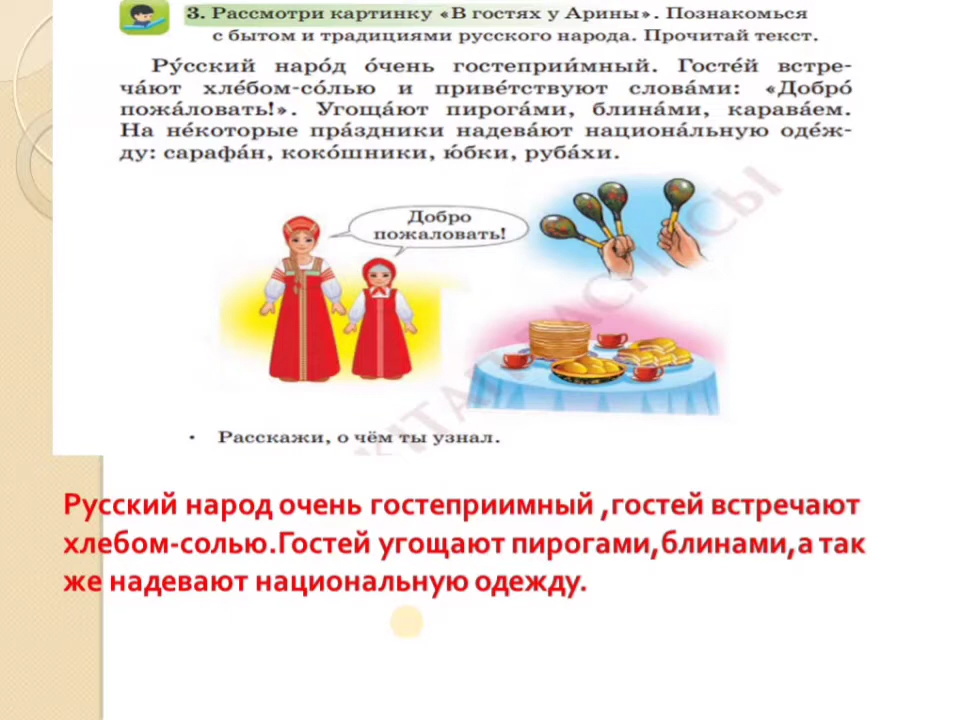 3. Рассмотри картинку «В гостях у Арины». Познакомься
с бытом и традициями русского народа. Прочитай текст.
Ру́сский наро́д о́чень гостеприи́мный. Госте́й встре-
ча́ют хле́бом-со́лью и приве́тствуют слова́ми: «Добро́
пожа́ловать!». Угоща́ют пирога́ми, блина́ми, карава́ем.
На не́которые пра́здники надева́ют национа́льную оде́ж-
ду: сарафа́н, коко́шники, ю́бки, руба́хи.
Добро
пожаловать!
КІТАП ЖАСПЫСЫ
• Расскажи, о чём ты узнал.
Русский народ очень гостеприимный ,гостей встречают
хлебом-солью.Гостей угощают пирогами,блинами,а так
же надевают национальную одежду.